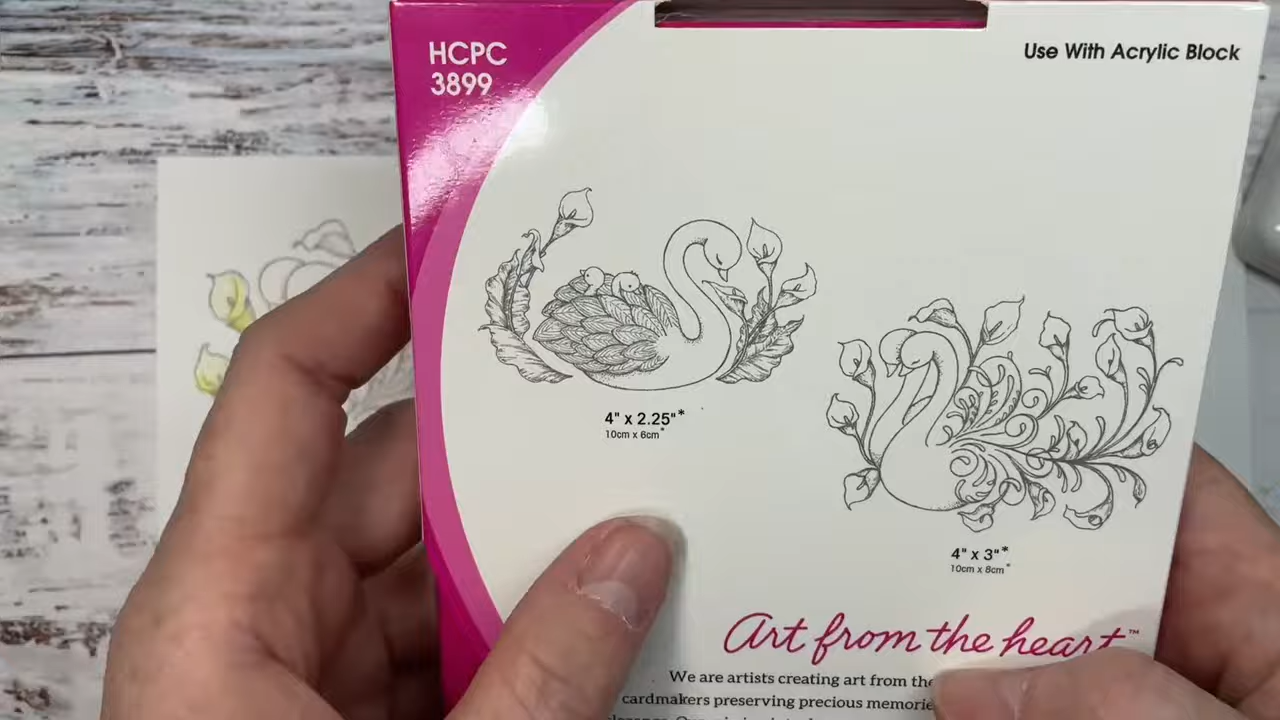 HCPC
3899
Use With Acrylic Block
4" x 2.25"*
10cm x 6cm*
4" x 3"*
10cm x 8cm*
Art from the heart™
We are artists creating art from the
cardmakers preserving precious memorie